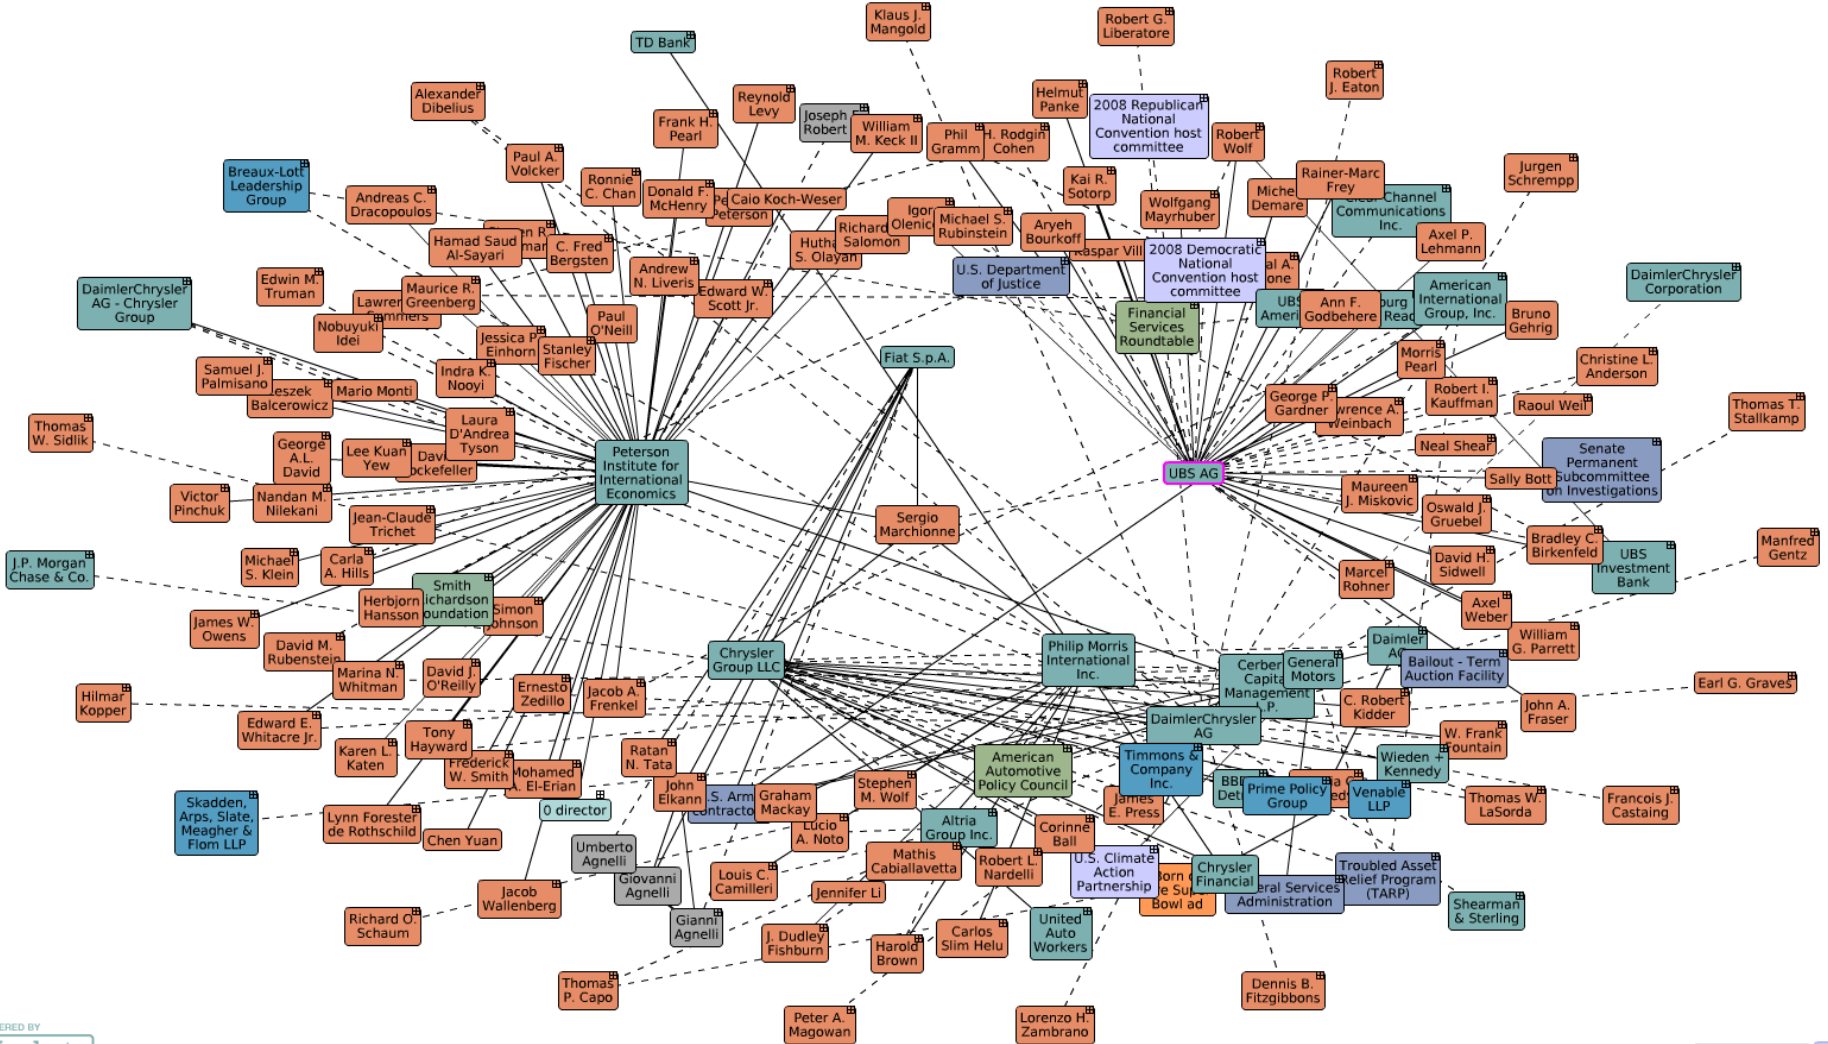 Klaus J.
Mangold
Robert G.
Liberatore
TD Bank
Alexander
Dibelius
Reynold
Levy
Helmut
Panke
Robert
J. Eaton
Frank H.
Pearl
Joseph
Robert
William
M. Keck II
Phil
Gramm
H. Rodgin
Cohen
2008 Republican
National
Convention host
committee
Robert
Wolf
Paul A.
Volcker
Breaux-Lott
Leadership
Group
Andreas C.
Dracopoulos
Ronnie
C. Chan
Donald F.
McHenry
Peterson
Caio Koch-Weser
Kai R.
Sotorp
Rainer-Marc
Frey
Jurgen
Schrempp
Wolfgang
Mayrhuber
Demare
Channel
Communications
Inc.
Igor
Michael S.
Rubinstein
Richard
Salomon
S. Olayan
Aryeh
Bourkoff
2008 Democratic
National
Convention host
committee
Axel P.
Lehmann
Hamad Saud
Al-Sayari
C. Fred
Bergsten
Andrew
N. Liveris
Edward W.
Scott Jr.
U.S. Department
of Justice
DaimlerChrysler
AG - Chrysler
Group
Edwin M.
Truman
Maurice R.
Greenberg
Nobuyuki
Idei
Paul
O'Neill
Jessica P.
Einhorn
Stanley
Fischer
Financial
Services
Roundtable
UBS
Ann F.
Godbehere
American
International
Group, Inc.
DaimlerChrysler
Corporation
Bruno
Gehrig
Fiat S.p.A.
Samuel J.
Palmisano
Balcerowicz
Mario Monti
Indra K.
Nooyi
Morris
Pearl
Christine L.
Anderson
Robert I.
Kauffman
George P.
Gardner
Weinbach
Raoul Weil
Thomas T.
Stallkamp
Thomas
W. Sidlik
Laura
D'Andrea
Tyson
George
A.L.
David
Lee Kuan
Yew
Neal Shear
Peterson
Institute for
International
Economics
UBS AG
Senate
Permanent
Subcommittee
on Investigations
Sally Bott
Victor
Pinchuk
Nandan M.
Nilekani
Maureen
J. Miskovic
Oswald J.
Gruebel
Jean-Claude
Trichet
Sergio
Marchionne
Bradley C.
Birkenfeld
Manfred
Gentz
J.P. Morgan
Chase & Co.
Michael
S. Klein
Carla
A. Hills
David H.
Sidwell
UBS
Investment
Bank
Marcel
Rohner
Smith
Herbjorn
Hansson
Simon
Johnson
Axel
Weber
James W.
Owens
David M.
Rubenstein
William
G. Parrett
Chrysler
Group LLC
Philip Morris
International
Inc.
Daimler
General
Motors
Management
Bailout - Term
Auction Facility
Marina N.
Whitman
David J.
O'Reilly
Ernesto
Zedillo
Jacob A.
Frenkel
Earl G. Graves
Hilmar
Kopper
C. Robert
Kidder
John A.
Fraser
DaimlerChrysler
AG
Edward E.
Whitacre Jr.
Tony
Hayward
W. Frank
Fountain
Karen L.
Katen
Frederick
W. Smith
Mohamed
A. El-Erian
Ratan
N. Tata
American
Automotive
Policy Council
Timmons &
Company
Inc.
Wieden +
Kennedy
John
Elkann
Graham
Mackay
Stephen
M. Wolf
James
E. Press
Prime Policy
Group
Venable
LLP
Thomas W.
LaSorda
Francois J.
Castaing
Skadden,
Arps, Slate,
Meagher &
Flom LLP
Lynn Forester
de Rothschild
0 director
Chen Yuan
Lucio
A. Noto
Altria
Group Inc.
Corinne
Ball
Umberto
Agnelli
Giovanni
Agnelli
Mathis
Cabiallavetta
Robert L.
Nardelli
U.S. Climate
Action
Partnership
Chrysler
Financial
Troubled Asset
Relief Program
(TARP)
Louis C.
Camilleri
Jennifer Li
Jacob
Wallenberg
Bowl ad
Services
Administration
Shearman
& Sterling
Richard O.
Schaum
Gianni
Agnelli
J. Dudley
Fishburn
Harold
Brown
Carlos
Slim Helu
United
Auto
Workers
Thomas
P. Capo
Dennis B.
Fitzgibbons
Peter A.
Magowan
Lorenzo H.
Zambrano